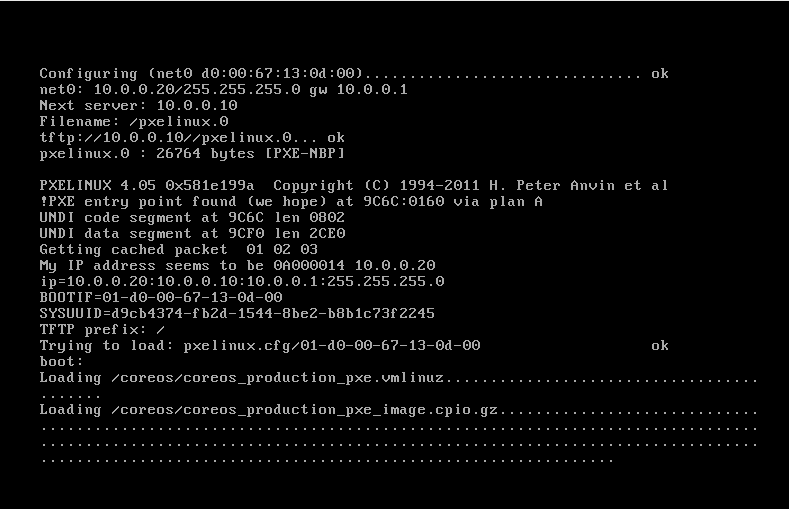 Configuring (net0 d0:00:67:13:0d:00)............................... ok
net0: 10.0.0.20/255.255.255.0 gw 10.0.0.1
Next server: 10.0.0.10
Filename: /pxelinux.0
tftp://10.0.0.10//pxelinux.0... ok
pxelinux.0 : 26764 bytes [PXE-NBP]
PXELINUX 4.05 0x581e199a  Copyright (C) 1994-2011 H. Peter Anvin et al
!PXE entry point found (we hope) at 9C6C:0160 via plan A
UNDI code segment at 9C6C len 0802
UNDI data segment at 9CF0 len 2CE0
Getting cached packet  01 02 03
My IP address seems to be 0A000014 10.0.0.20
ip=10.0.0.20:10.0.0.10:10.0.0.1:255.255.255.0
BOOTIF=01-d0-00-67-13-0d-00
SYSUUID=d9cb4374-fb2d-1544-8be2-b8b1c73f2245
TFTP prefix: /
Trying to load: pxelinux.cfg/01-d0-00-67-13-0d-00                   ok
boot:
Loading /coreos/coreos_production_pxe.vmlinuz...................................
.......
Loading /coreos/coreos_production_pxe_image.cpio.gz.............................
................................................................................
................................................................................
................................................................